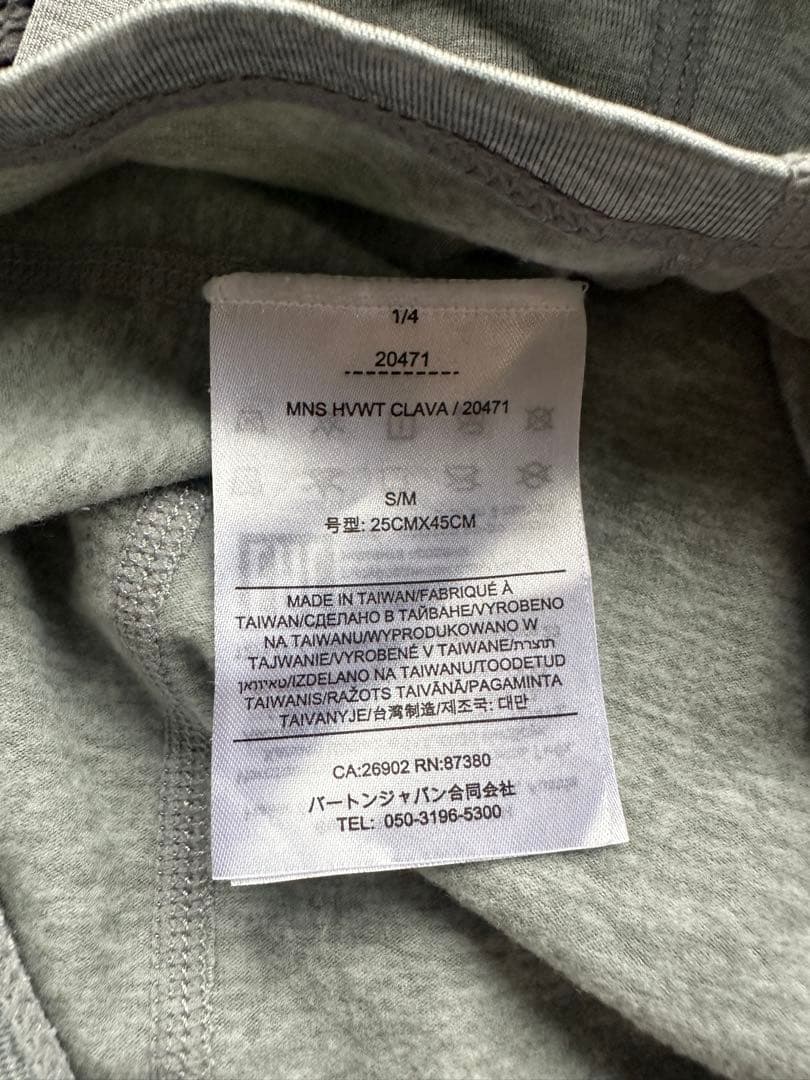 1/4
20471
MNS HVWT CLAVA / 20471
S/M
号型: 25CMX45CM
MADE IN TAIWAN/FABRIQUÉ À
TAIWAN/СДЕЛАНО В ТАЙВАНЕ/VYROBENO
NA TAIWANU/WYPRODUKOWANO W
TAJWANIE/VYROBENÉ V TAIWANE/תוצרת
טאיוואן/IZDELANO NA TAIWANU/TOODETUD
TAIWANIS/RAŽOTS TAIVĀNĀ/PAGAMINTA
TAIVANYJE/台湾制造/제조국: 대만
CA:26902 RN:87380
バートンジャパン合同会社
TEL: 050-3196-5300